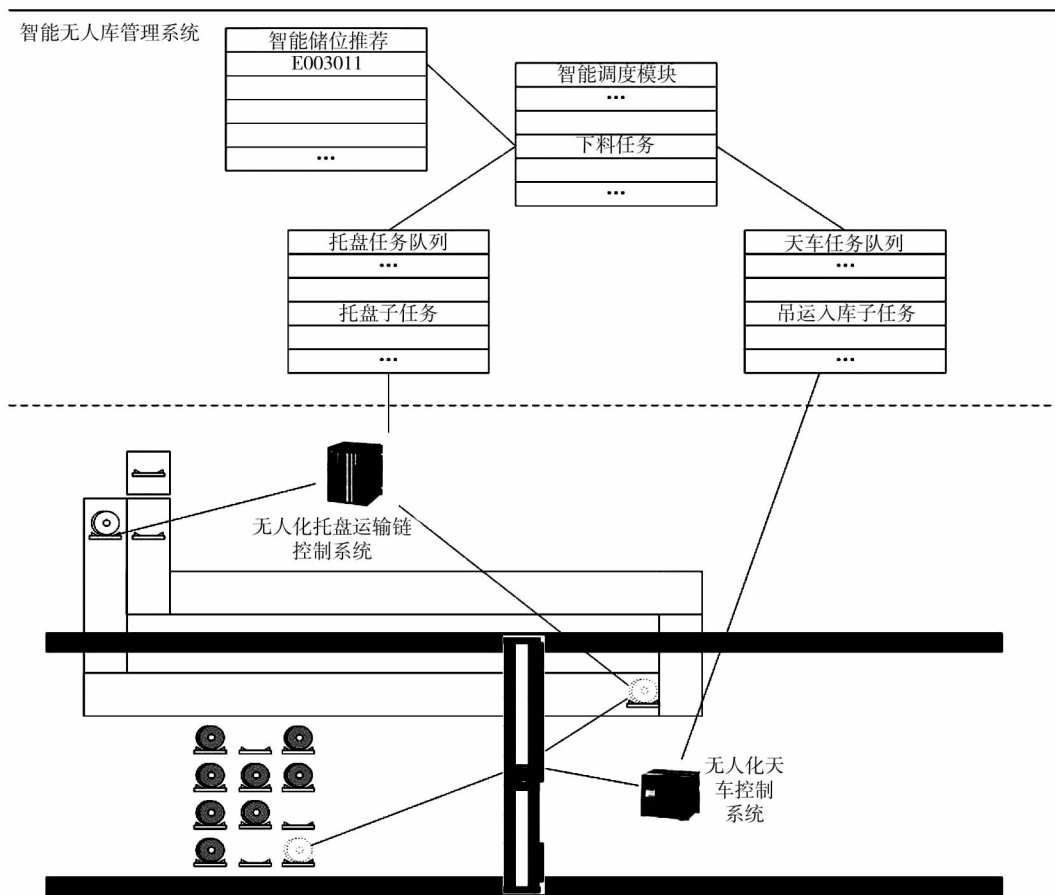 智能无人库管理系统
智能储位推荐
E003011
...
智能调度模块
...
下料任务
...
托盘任务队列
...
托盘子任务
...
天车任务队列
...
吊运入库子任务
...
无人化托盘运输链
控制系统
无人化天
车控制
系统